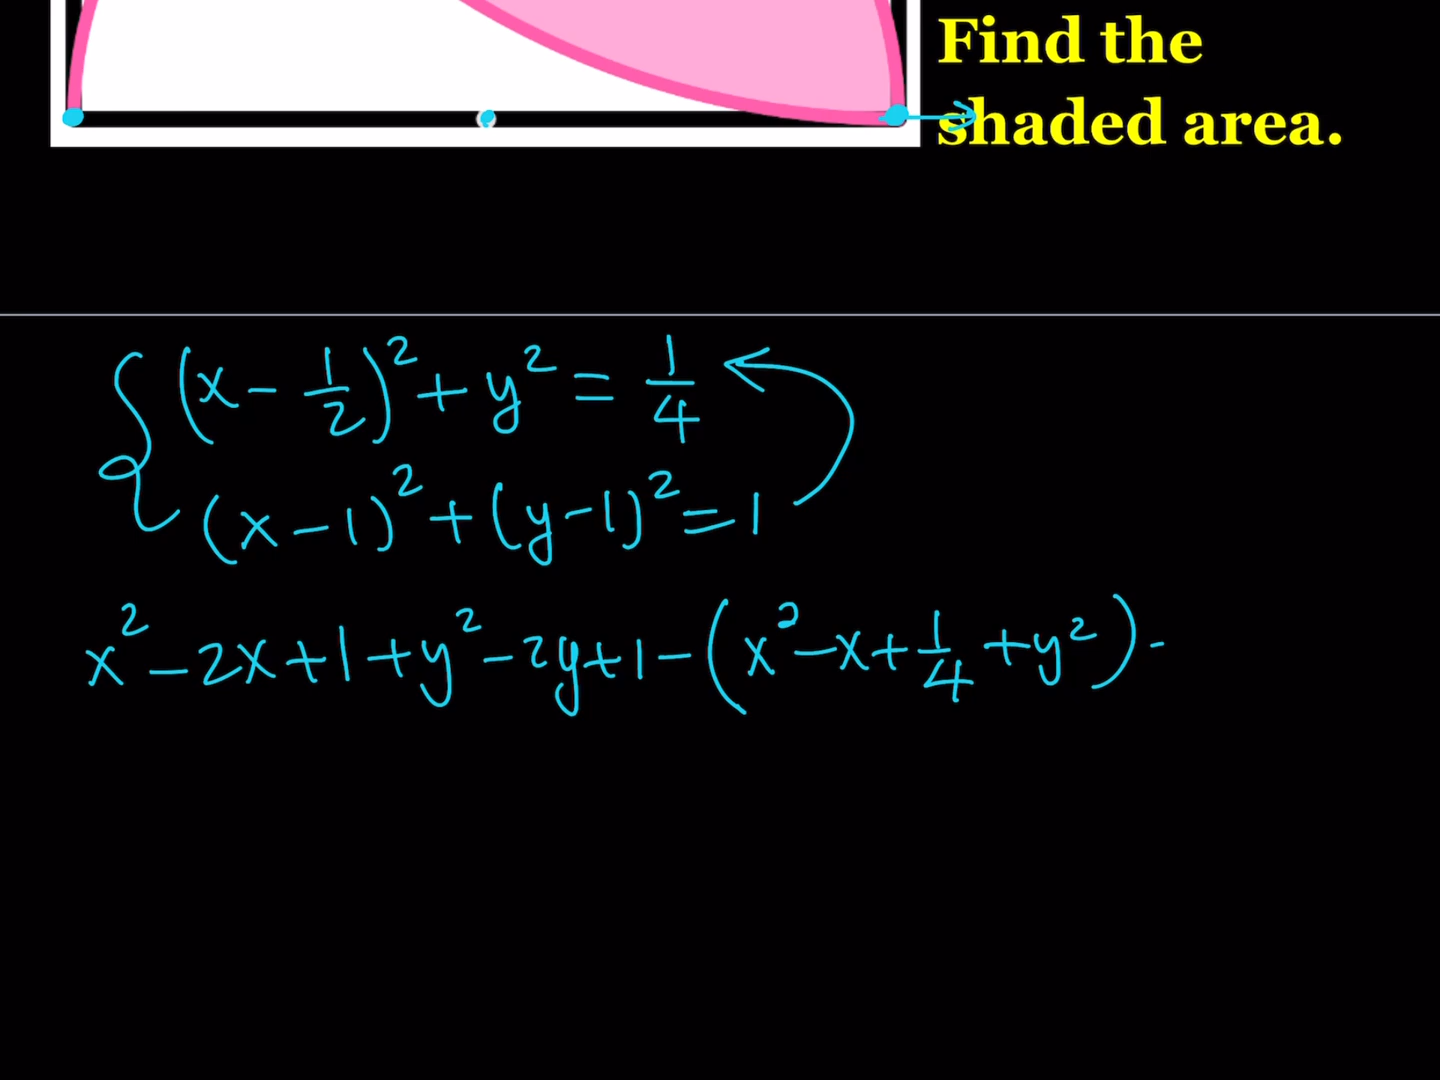 Find the
shaded area.
(x - 1/2)² + y² = 1/4
(x - 1)² + (y - 1)² = 1
x² - 2x + 1 + y² - 2y + 1 - (x² - x + 1/4 + y²) -